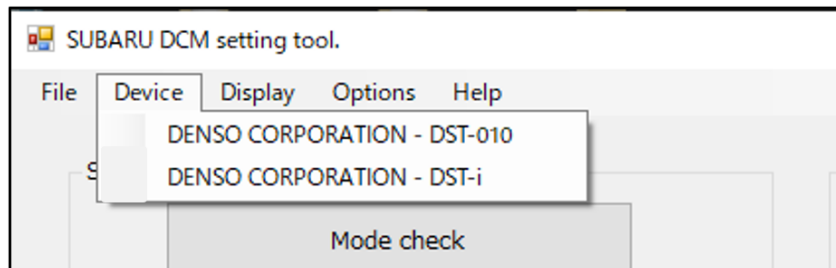 SUBARU DCM setting tool.
File Device Display Options Help
DENSO CORPORATION - DST-010
DENSO CORPORATION - DST-i
Mode check